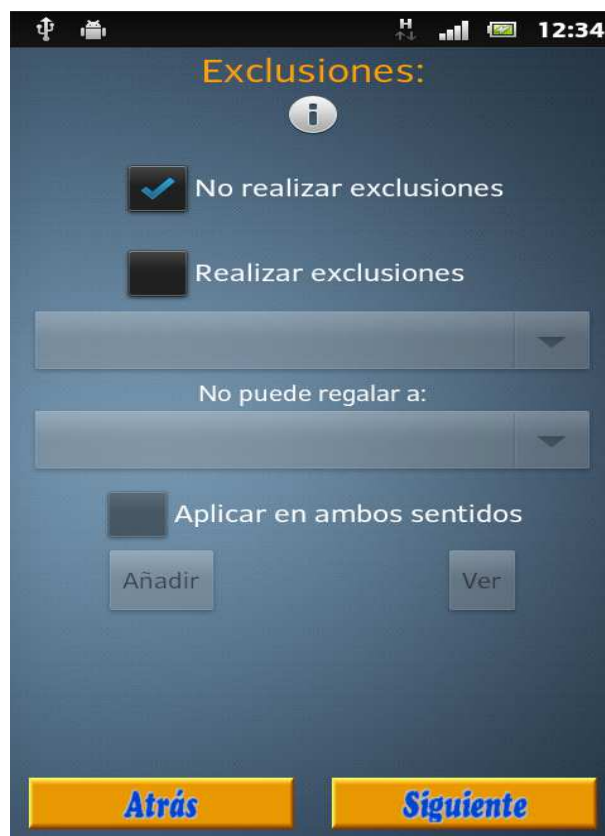 H 12:34
Exclusiones:
i
No realizar exclusiones
Realizar exclusiones
No puede regalar a:
Aplicar en ambos sentidos
Añadir Ver
Atrás Siguiente